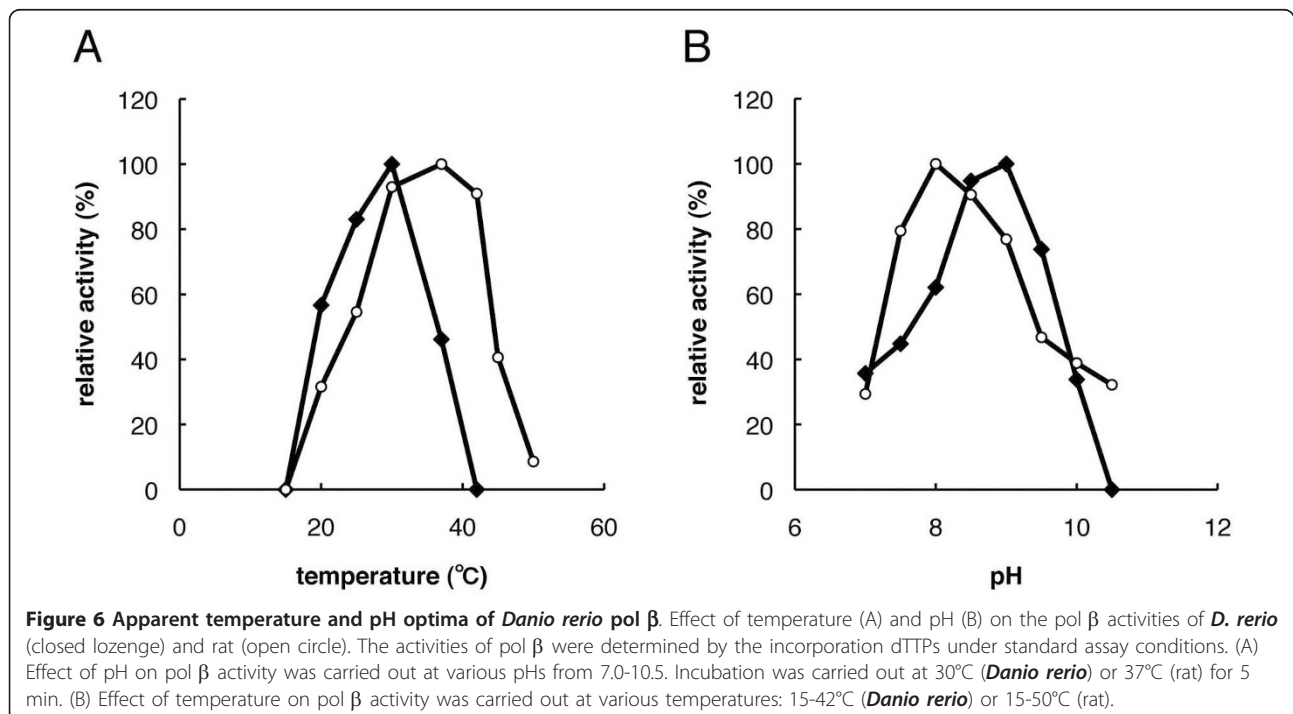 A
B
120
100
80
60
40
20
0
relative activity (%)
0
20
40
60
temperature (°C)
120
100
80
60
40
20
0
relative activity (%)
6
8
10
12
pH
Figure 6 Apparent temperature and pH optima of Danio rerio pol β. Effect of temperature (A) and pH (B) on the pol β activities of D. rerio
(closed lozenge) and rat (open circle). The activities of pol β were determined by the incorporation dTTPs under standard assay conditions. (A)
Effect of pH on pol β activity was carried out at various pHs from 7.0-10.5. Incubation was carried out at 30°C (Danio rerio) or 37°C (rat) for 5
min. (B) Effect of temperature on pol β activity was carried out at various temperatures: 15-42°C (Danio rerio) or 15-50°C (rat).